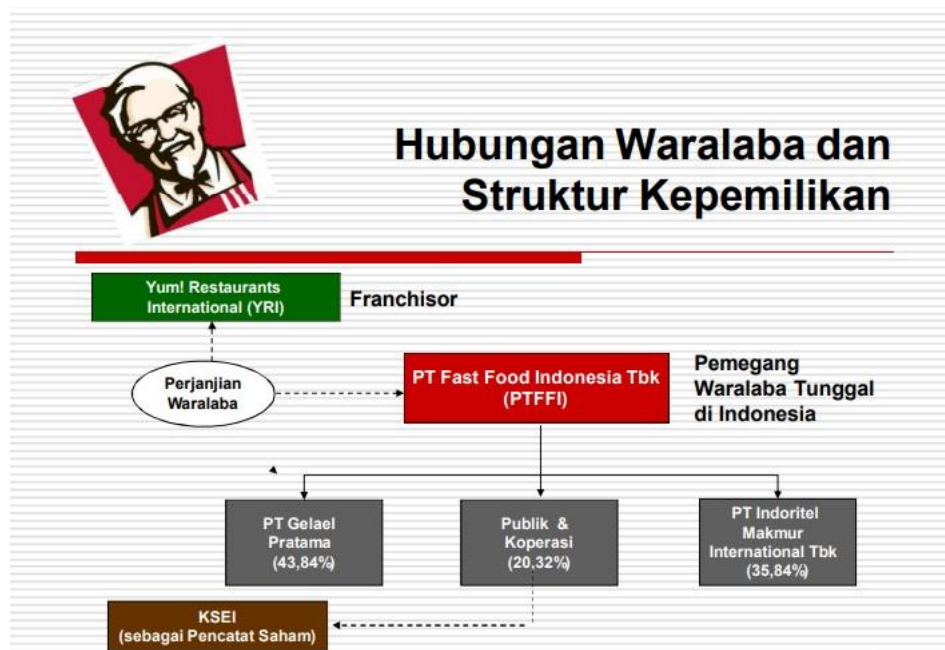 Hubungan Waralaba dan
Struktur Kepemilikan
Yum! Restaurants
International (YRI)
Franchisor
Perjanjian
Waralaba
PT Fast Food Indonesia Tbk
(PTFFI)
Pemegang
Waralaba Tunggal
di Indonesia
PT Gelael
Pratama
(43,84%)
Publik & 
Koperasi
(20,32%)
PT Indoritel
Makmur
International Tbk
(35,84%)
KSEI
(sebagai Pencatat Saham)